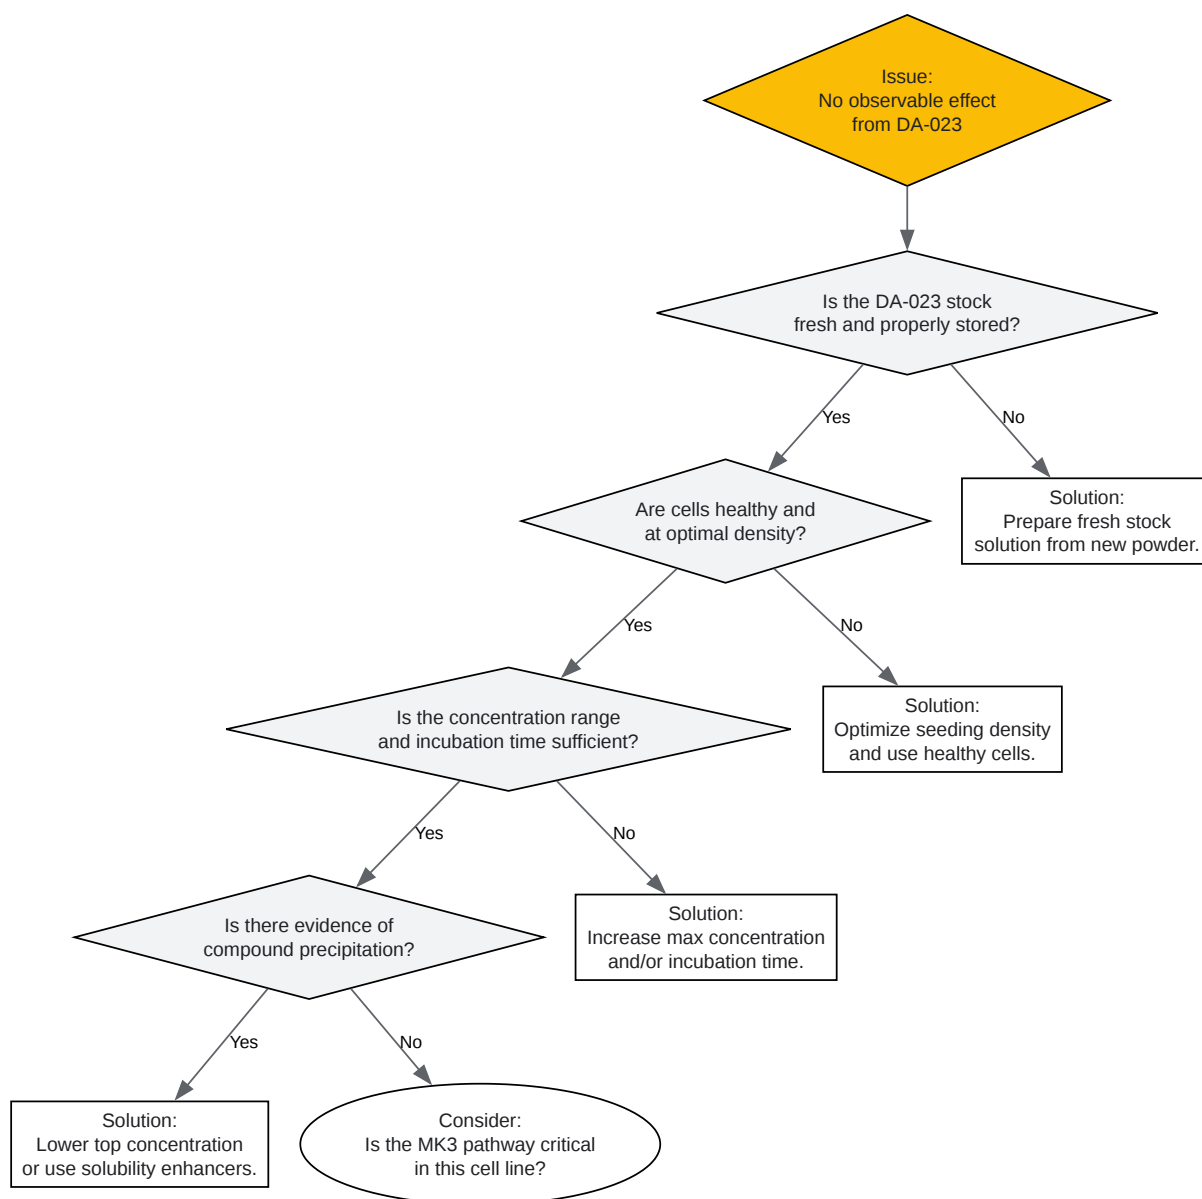 Issue:
No observable effect
from DA-023
Is the DA-023 stock
fresh and properly stored?
Yes
No
Are cells healthy and
at optimal density?
Solution:
Prepare fresh stock
solution from new powder.
Yes
No
Is the concentration range
and incubation time sufficient?
Solution:
Optimize seeding density
and use healthy cells.
Yes
No
Is there evidence of
compound precipitation?
Solution:
Increase max concentration
and/or incubation time.
Yes
No
Solution:
Lower top concentration
or use solubility enhancers.
Consider:
Is the MK3 pathway critical
in this cell line?